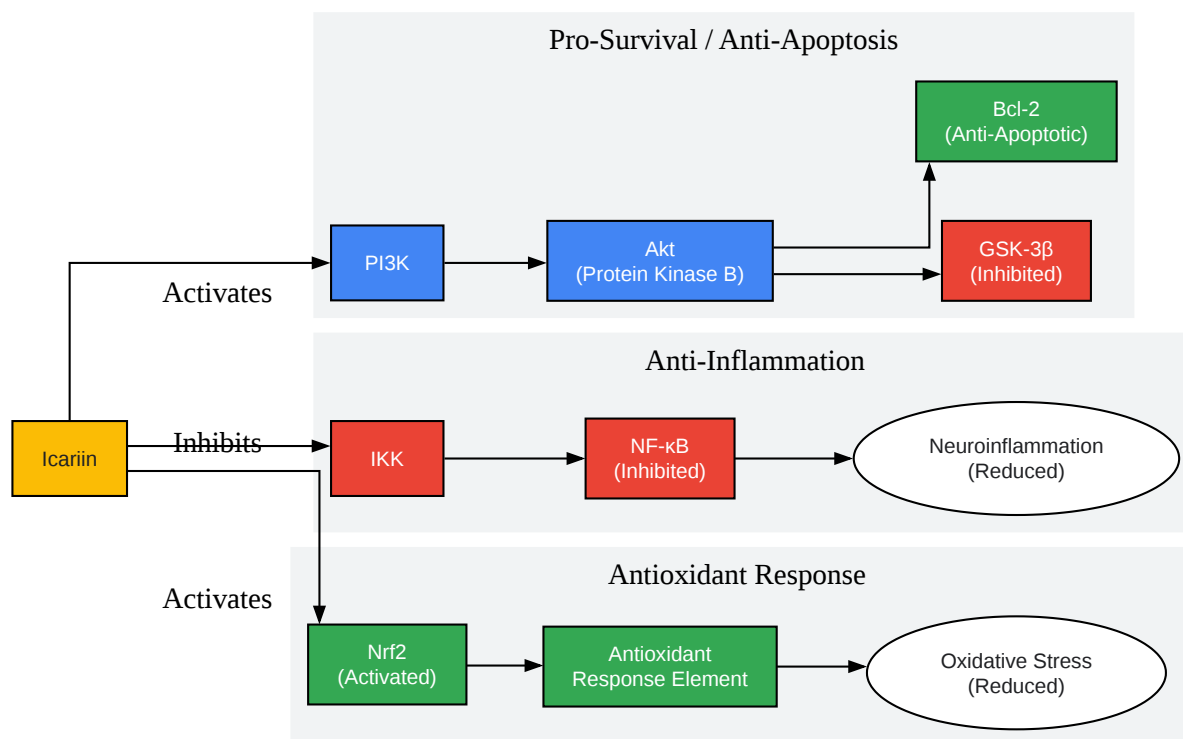 Pro-Survival / Anti-Apoptosis
Bcl-2
(Anti-Apoptotic)
PI3K
Akt
(Protein Kinase B)
GSK-3β
(Inhibited)
Activates
Anti-Inflammation
Icariin
Inhibits
IKK
NF-κB
(Inhibited)
Neuroinflammation
(Reduced)
Antioxidant Response
Activates
Nrf2
(Activated)
Antioxidant
Response Element
Oxidative Stress
(Reduced)